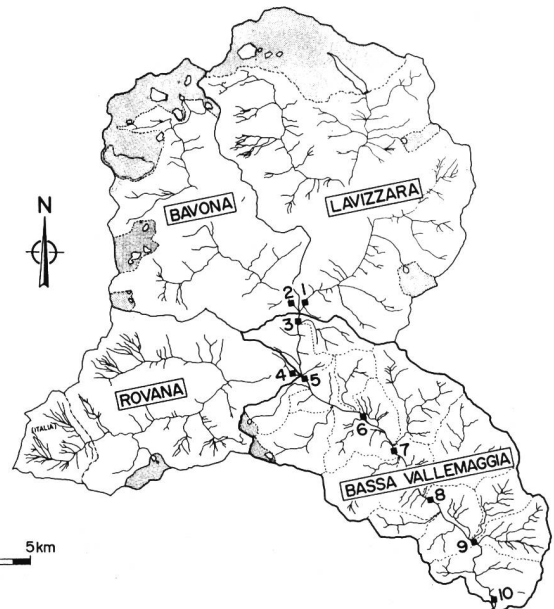 N
BAVONA
LAVIZZARA
2 1
3
4 5
ROVANA
(ITALIA)
6
7
BASSA VALLEMAGGIA
8
5km
9
10